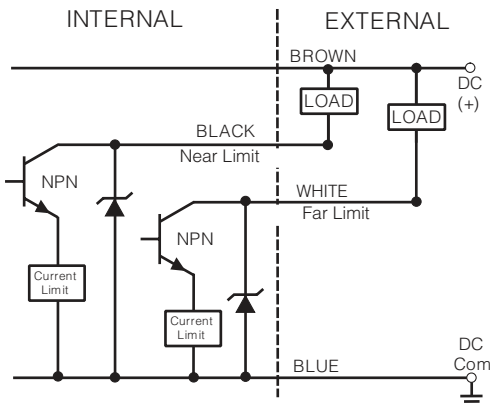 INTERNAL
EXTERNAL
BROWN
DC
(+)
LOAD
LOAD
BLACK
Near Limit
NPN
WHITE
Far Limit
NPN
Current
Limit
Current
Limit
BLUE
DC
Com